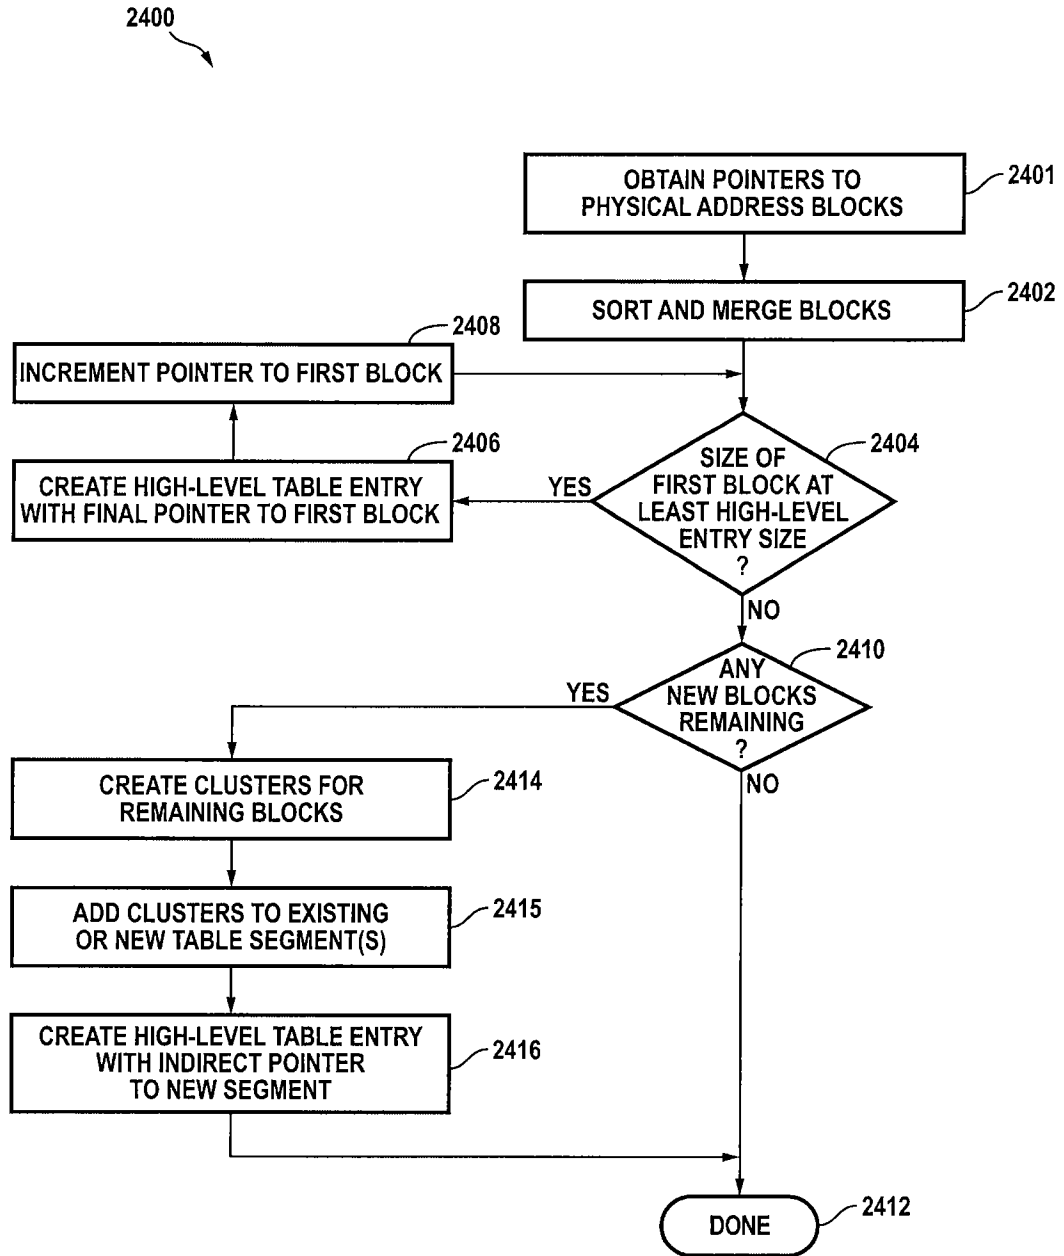 2400
OBTAIN POINTERS TO
PHYSICAL ADDRESS BLOCKS
2401
SORT AND MERGE BLOCKS
2402
INCREMENT POINTER TO FIRST BLOCK
2408
CREATE HIGH-LEVEL TABLE ENTRY
WITH FINAL POINTER TO FIRST BLOCK
2406
YES
SIZE OF
FIRST BLOCK AT
LEAST HIGH-LEVEL
ENTRY SIZE
?
2404
NO
ANY
NEW BLOCKS
REMAINING
?
2410
YES
NO
CREATE CLUSTERS FOR
REMAINING BLOCKS
2414
ADD CLUSTERS TO EXISTING
OR NEW TABLE SEGMENT(S)
2415
CREATE HIGH-LEVEL TABLE ENTRY
WITH INDIRECT POINTER
TO NEW SEGMENT
2416
DONE
2412